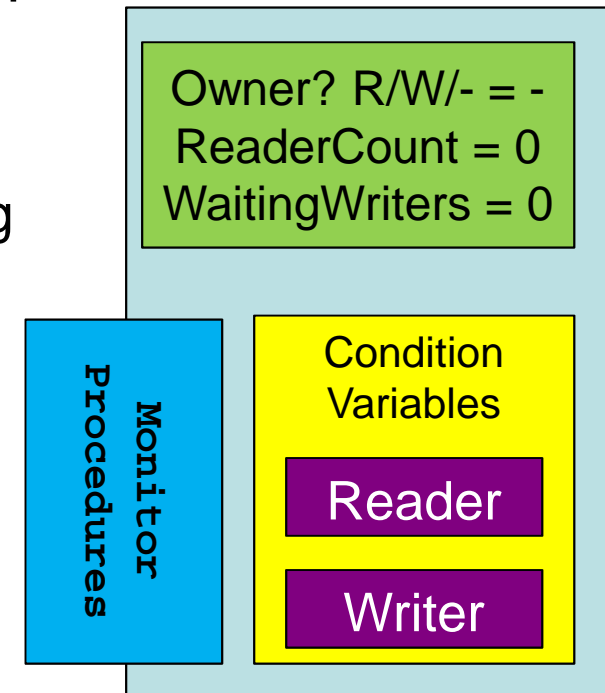 Owner? R/W/- = -
ReaderCount = 0
WaitingWriters = 0
g
Monitor
Procedures
Condition
Variables
Reader
Writer